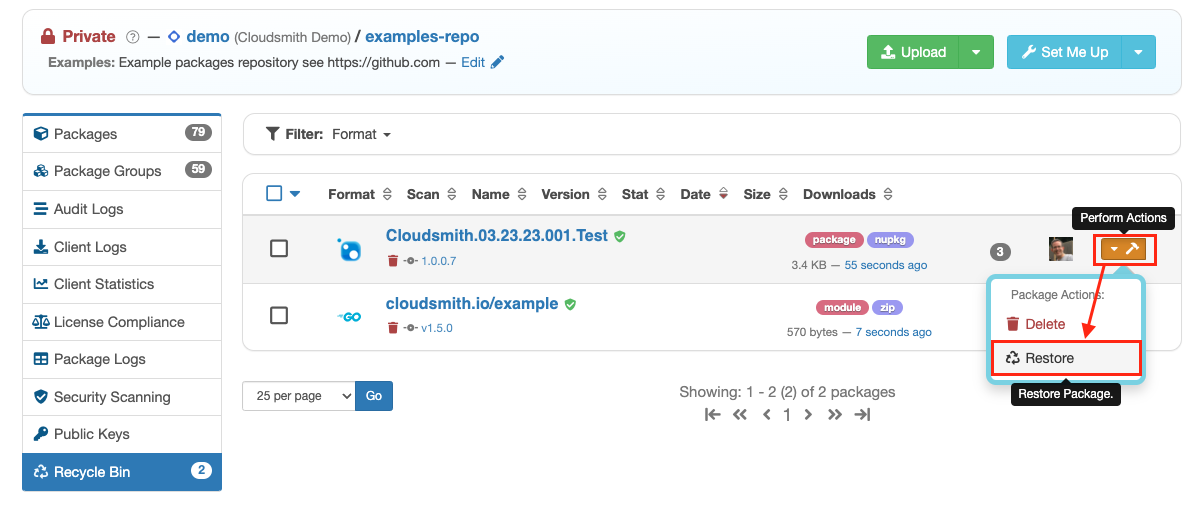 Private ? — demo (Cloudsmith Demo) / examples-repo
Examples: Example packages repository see https://github.com — Edit
Upload
Set Me Up
Packages 79
Package Groups 59
Audit Logs
Client Logs
Client Statistics
License Compliance
Package Logs
Security Scanning
Public Keys
Recycle Bin 2
Filter: Format
Format Scan Name Version Stat Date Size Downloads
Perform Actions
Cloudsmith.03.23.23.001.Test
1.0.0.7
package nupkg
3.4 KB — 55 seconds ago
3
cloudsmith.io/example
v1.5.0
GO
module zip
570 bytes — 7 seconds ago
Package Actions:
Delete
Restore
Restore Package.
25 per page Go
Showing: 1 - 2 (2) of 2 packages
1